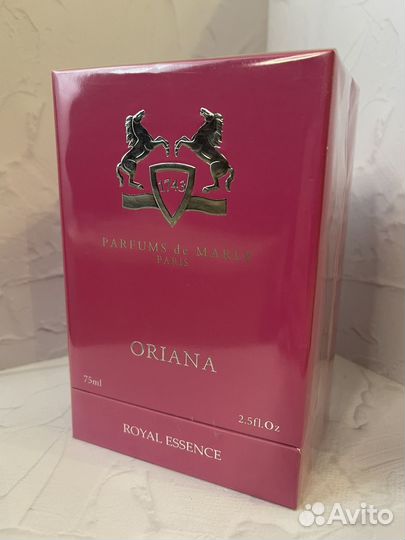 1743
PARFUMS de MARLY
PARIS
ORIANA
75ml
2.5fl.Oz
ROYAL ESSENCE
Avito